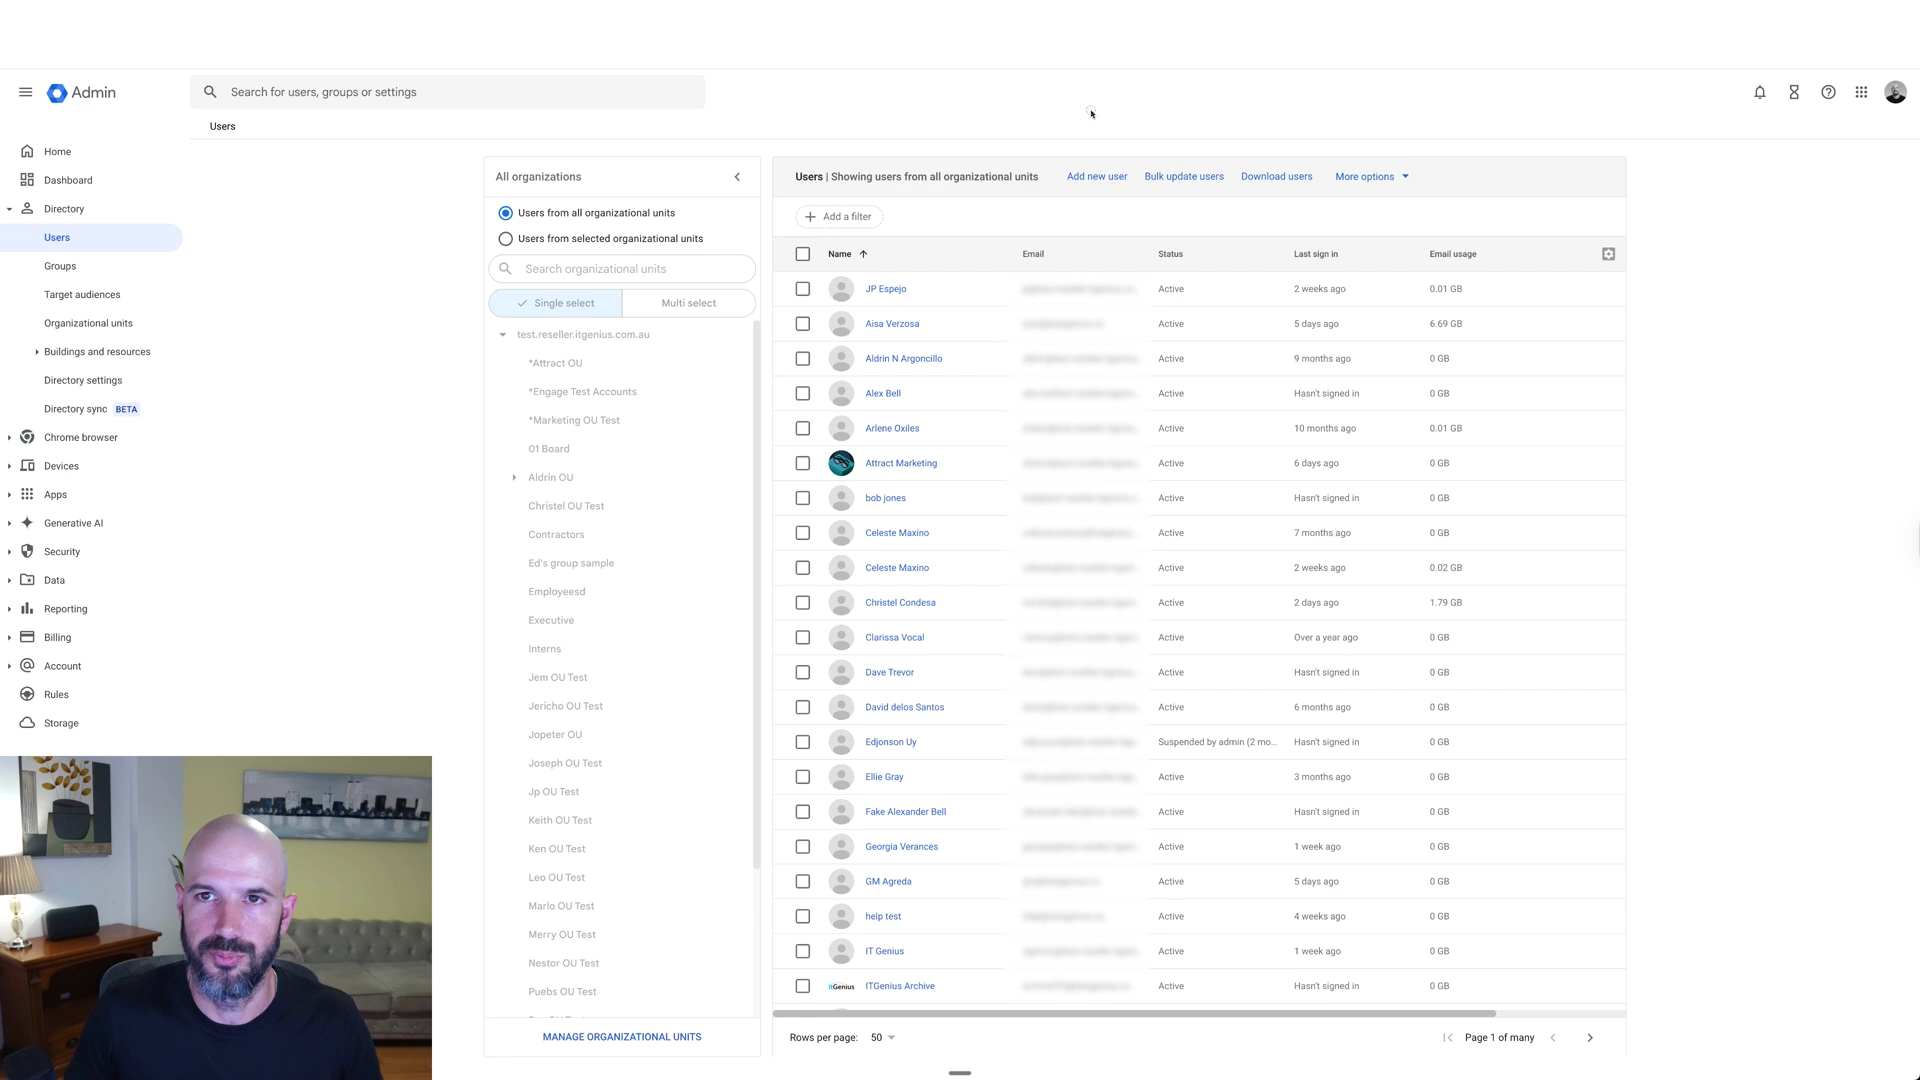 Admin
Search for users, groups or settings
Users
Home
Dashboard
Directory
Users
Groups
Target audiences
Organizational units
Buildings and resources
Directory settings
Directory sync BETA
Chrome browser
Devices
Apps
Generative AI
Security
Data
Reporting
Billing
Account
Rules
Storage
All organizations
Users from all organizational units
Users from selected organizational units
Search organizational units
Single select Multi select
test.reseller.itgenius.com.au
*Attract OU
*Engage Test Accounts
*Marketing OU Test
01 Board
Aldrin OU
Christel OU Test
Contractors
Ed's group sample
Employeesd
Executive
Interns
Jem OU Test
Jericho OU Test
Jopeter OU
Joseph OU Test
Jp OU Test
Keith OU Test
Ken OU Test
Leo OU Test
Marlo OU Test
Merry OU Test
Nestor OU Test
Puebs OU Test
MANAGE ORGANIZATIONAL UNITS
Users | Showing users from all organizational units Add new user Bulk update users Download users More options
Add a filter
Name Email Status Last sign in Email usage
JP Espejo Active 2 weeks ago 0.01 GB
Aisa Verzosa Active 5 days ago 6.69 GB
Aldrin N Argoncillo Active 9 months ago 0 GB
Alex Bell Active Hasn't signed in 0 GB
Arlene Oxiles Active 10 months ago 0.01 GB
Attract Marketing Active 6 days ago 0 GB
bob jones Active Hasn't signed in 0 GB
Celeste Maxino Active 7 months ago 0 GB
Celeste Maxino Active 2 weeks ago 0.02 GB
Christel Condesa Active 2 days ago 1.79 GB
Clarissa Vocal Active Over a year ago 0 GB
Dave Trevor Active Hasn't signed in 0 GB
David delos Santos Active 6 months ago 0 GB
Edjonson Uy Suspended by admin (2 mo... Hasn't signed in 0 GB
Ellie Gray Active 3 months ago 0 GB
Fake Alexander Bell Active Hasn't signed in 0 GB
Georgia Verances Active 1 week ago 0 GB
GM Agreda Active 5 days ago 0 GB
help test Active 4 weeks ago 0 GB
IT Genius Active 1 week ago 0 GB
itGenius ITGenius Archive Active Hasn't signed in 0 GB
Rows per page: 50 Page 1 of many